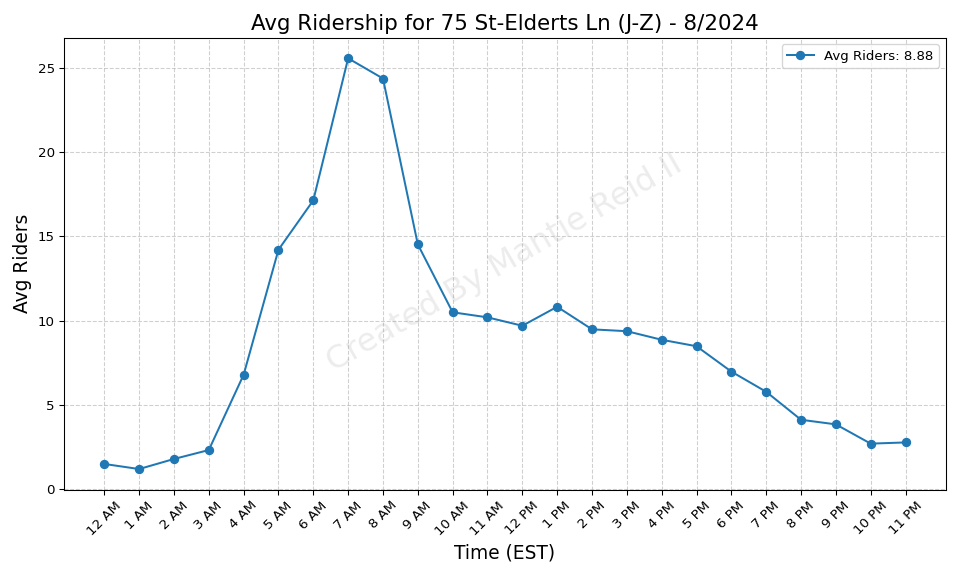 Avg Ridership for 75 St-Elderts Ln (J-Z) - 8/2024
Avg Riders: 8.88
25
20
15
10
5
0
Avg Riders
Created By Mantie Reid II
12 AM
1 AM
2 AM
3 AM
4 AM
5 AM
6 AM
7 AM
8 AM
9 AM
10 AM
11 AM
12 PM
1 PM
2 PM
3 PM
4 PM
5 PM
6 PM
7 PM
8 PM
9 PM
10 PM
11 PM
Time (EST)